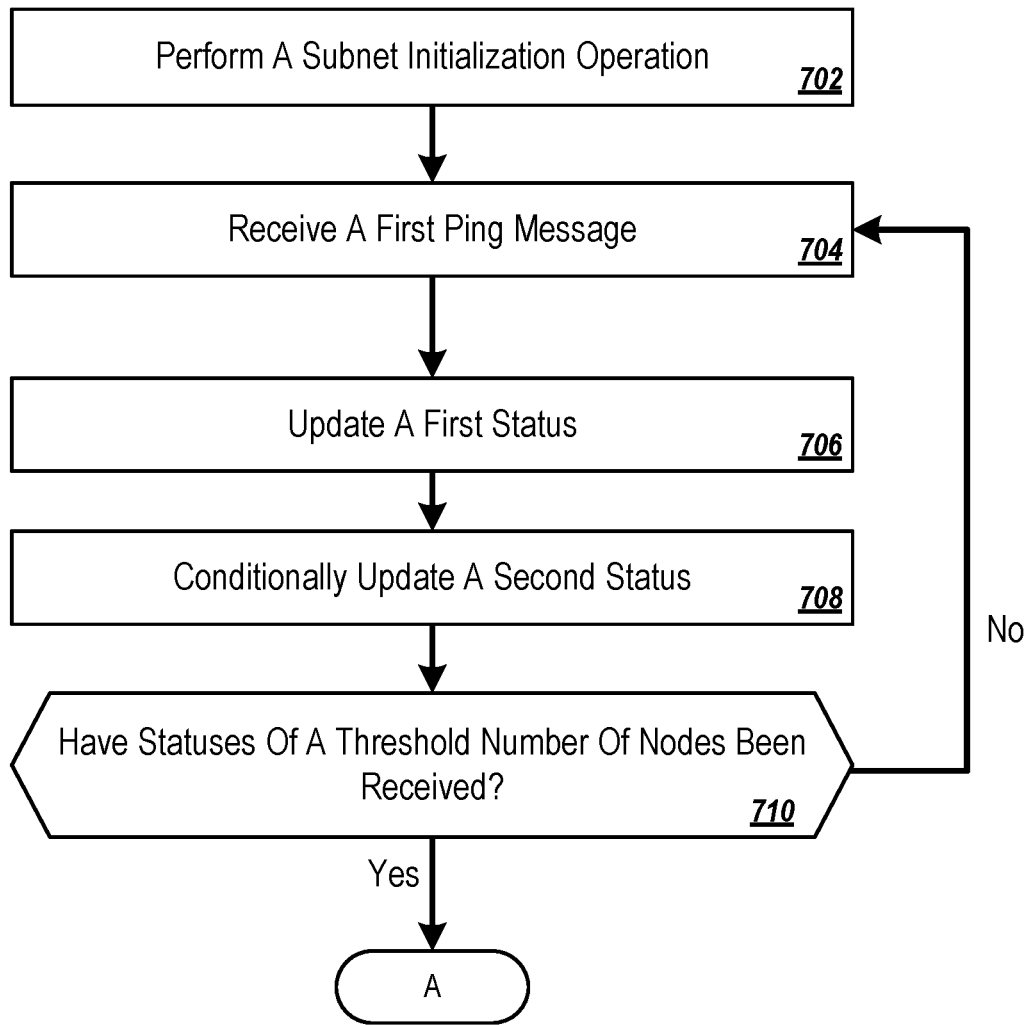 Perform A Subnet Initialization Operation
702
Receive A First Ping Message
704
Update A First Status
706
Conditionally Update A Second Status
708
No
Have Statuses Of A Threshold Number Of Nodes Been
Received?
710
Yes
A